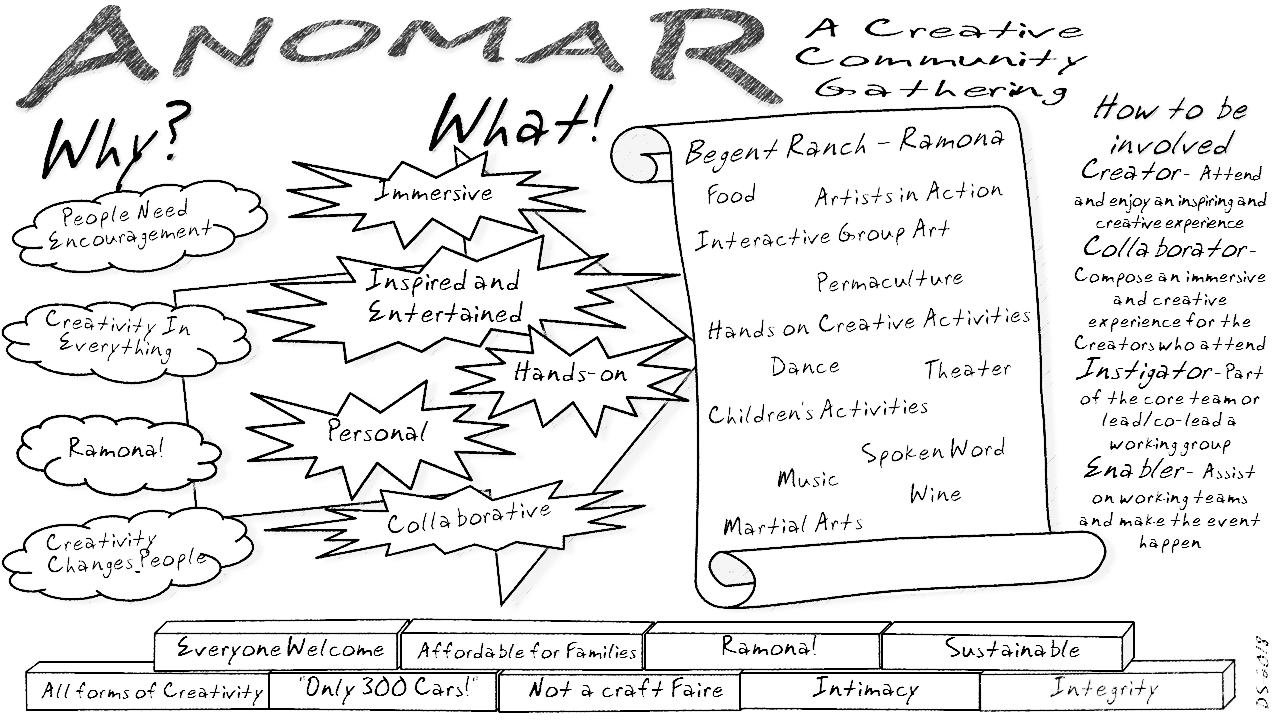 ANOMAR
A Creative
Community
Gathering
Why?
People Need
Encouragement
Creativity In
Everything
Ramona!
Creativity
Changes People
What!
Immersive
Inspired and
Entertained
Hands-on
Personal
Collaborative
Begent Ranch - Ramona
Food Artists in Action
Interactive Group Art
Permaculture
Hands on Creative Activities
Dance Theater
Children's Activities
Spoken Word
Music
Wine
Martial Arts
How to be
involved
Creator- Attend
and enjoy an inspiring and
creative experience
Collaborator-
Compose an immersive
and creative
experience for the
Creators who attend
Instigator- Part
of the core team or
lead/co-lead a
working group
Enabler- Assist
on working teams
and make the event
happen
Everyone Welcome Affordable for Families Ramona! Sustainable
All forms of Creativity "Only 300 Cars!" Not a craft Faire Intimacy Integrity
DS 2018